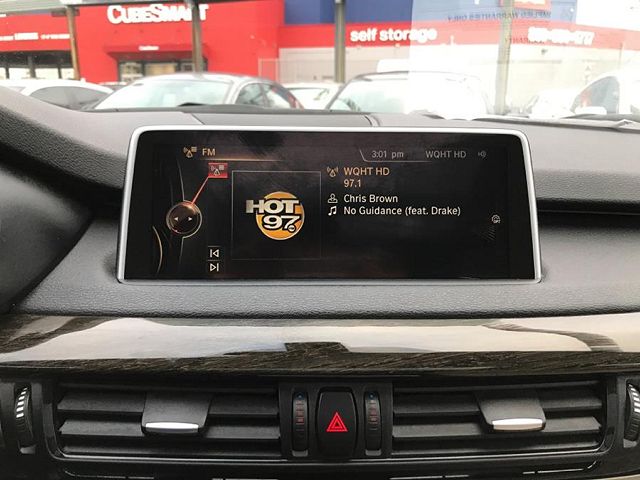 CUBESMART
self storage
FM
3:01 pm
WQHT HD
WQHT HD
97.1
Chris Brown
No Guidance (feat. Drake)
HOT
97